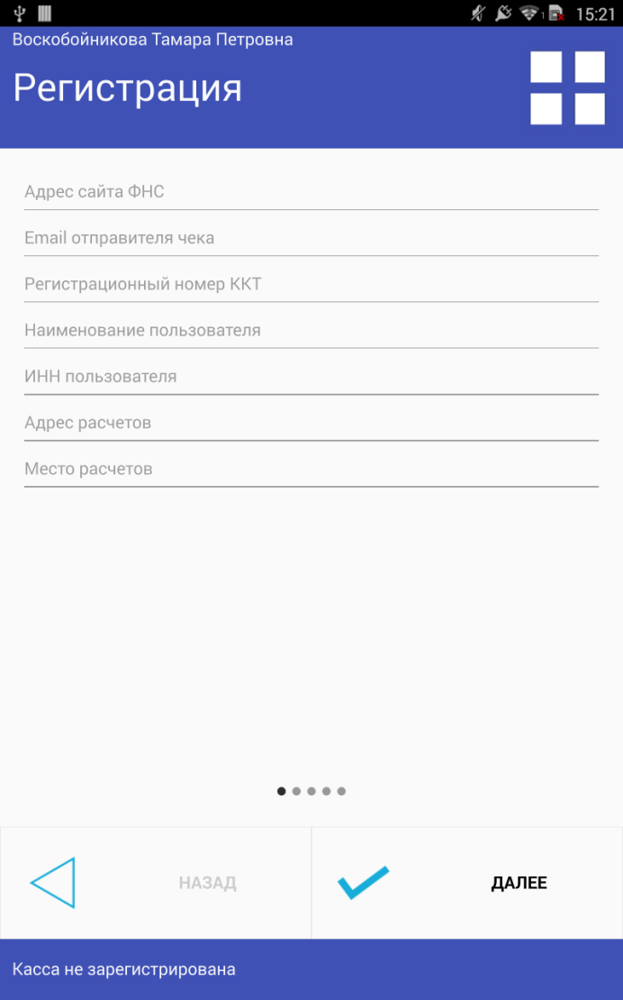 15:21
Воскобойникова Тамара Петровна
Регистрация
Адрес сайта ФНС
Email отправителя чека
Регистрационный номер ККТ
Наименование пользователя
ИНН пользователя
Адрес расчетов
Место расчетов
НАЗАД
ДАЛЕЕ
Касса не зарегистрирована